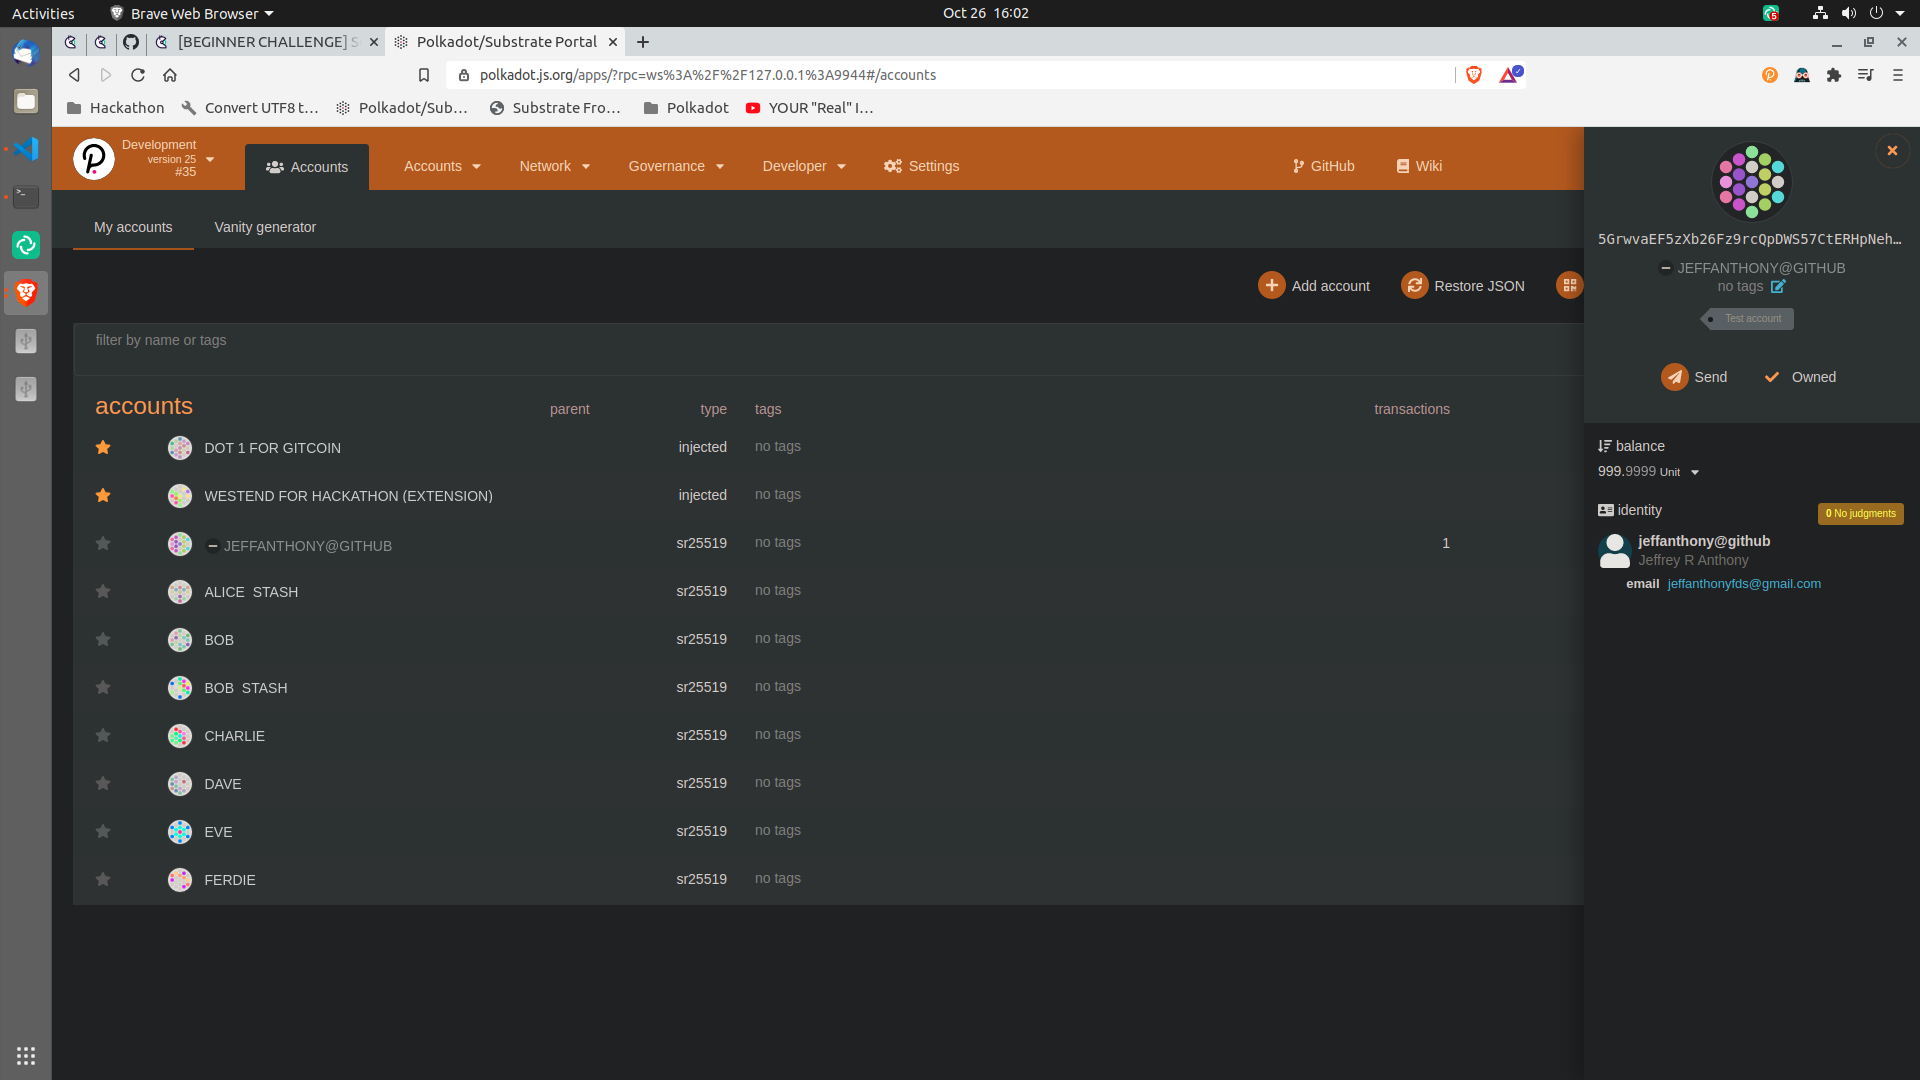 Activities Brave Web Browser Oct 26 16:02 5
[BEGINNER CHALLENGE] S Polkadot/Substrate Portal
polkadot.js.org/apps/?rpc=ws%3A%2F%2F127.0.0.1%3A9944#/accounts
Hackathon Convert UTF8 t… Polkadot/Sub… Substrate Fro… Polkadot YOUR "Real" I…
Development
version 25
#35
Accounts Accounts Network Governance Developer Settings GitHub Wiki
My accounts Vanity generator
Add account Restore JSON
filter by name or tags
accounts parent type tags transactions
DOT 1 FOR GITCOIN injected no tags
WESTEND FOR HACKATHON (EXTENSION) injected no tags
JEFFANTHONY@GITHUB sr25519 no tags 1
ALICE STASH sr25519 no tags
BOB sr25519 no tags
BOB STASH sr25519 no tags
CHARLIE sr25519 no tags
DAVE sr25519 no tags
EVE sr25519 no tags
FERDIE sr25519 no tags
5GrwvaEF5zXb26Fz9rcQpDWS57CtERHpNeh…
JEFFANTHONY@GITHUB
no tags
Test account
Send Owned
balance
999.9999 Unit
identity 0 No judgments
jeffanthony@github
Jeffrey R Anthony
email jeffanthonyfds@gmail.com